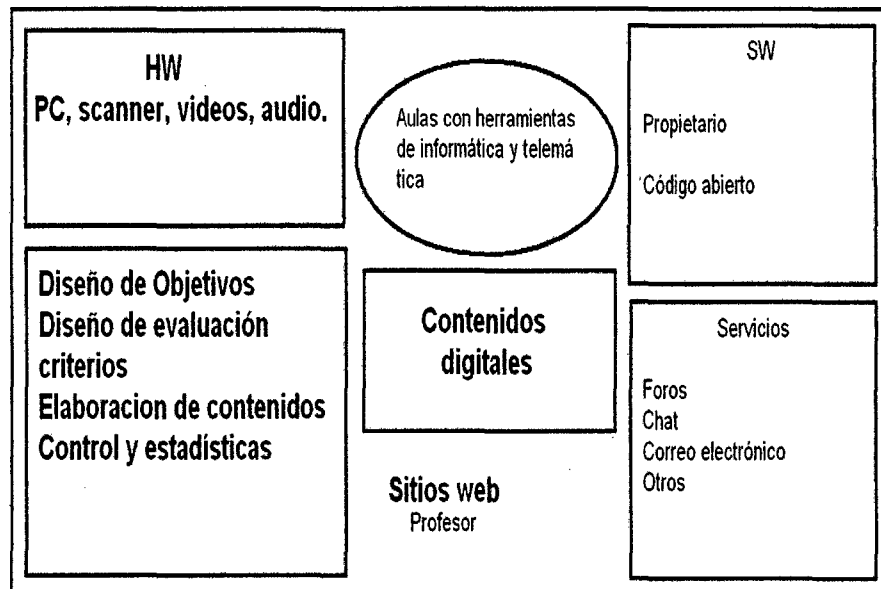 HW
PC, scanner, videos, audio.
Aulas con herramientas
de informática y telemá
tica
SW
Propietario
Código abierto
Diseño de Objetivos
Diseño de evaluación
criterios
Elaboracion de contenidos
Control y estadísticas
Contenidos
digitales
Sitios web
Profesor
Servicios
Foros
Chat
Correo electrónico
Otros